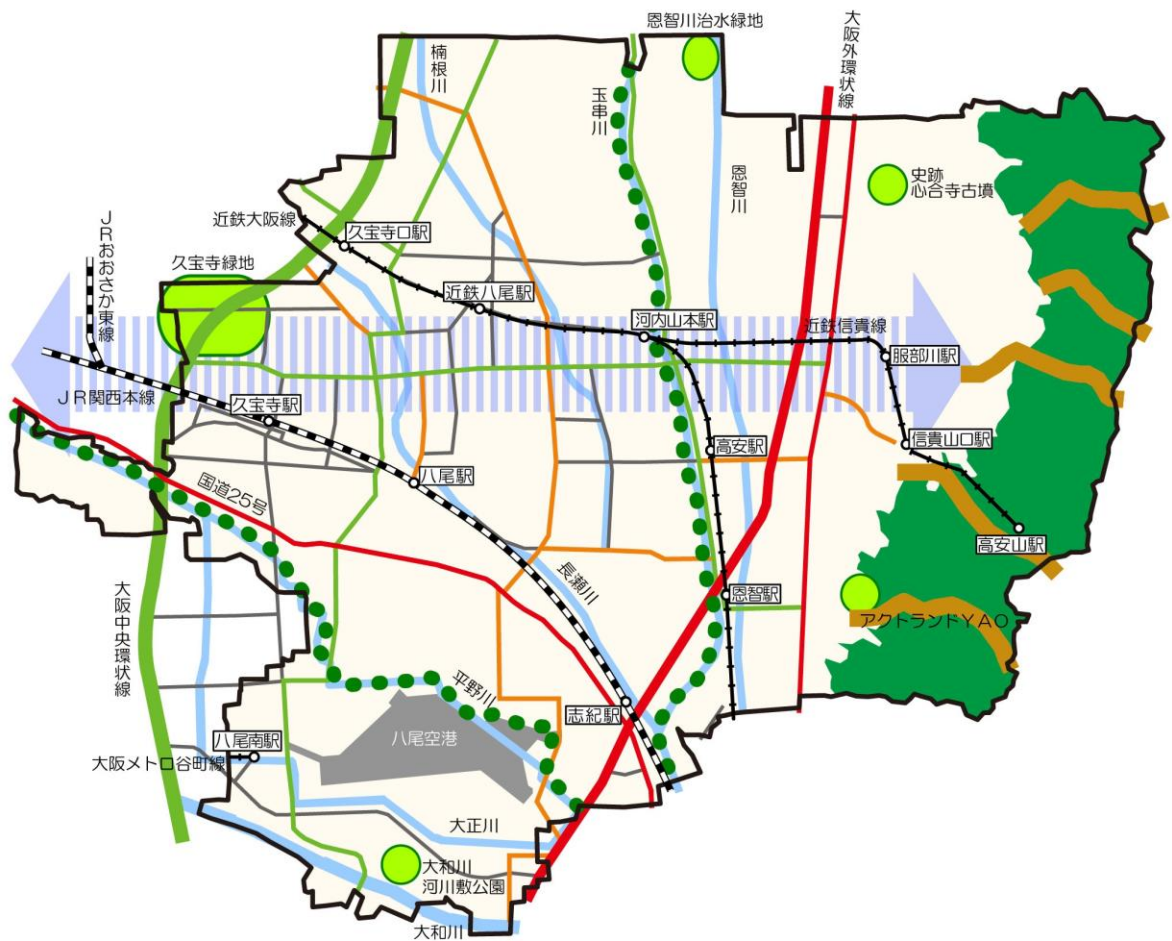 恩智川治水緑地
大阪外環状線
楠根川
玉串川
恩智川
史跡
心合寺古墳
近鉄大阪線
久宝寺口駅
JRおおさか東線
久宝寺緑地
近鉄八尾駅
河内山本駅
近鉄信貴線
服部川駅
JR関西本線
久宝寺駅
高安駅
信貴山口駅
八尾駅
国道25号
高安山駅
長瀬川
恩智駅
アクトランドYAO
大阪中央環状線
平野川
志紀駅
八尾空港
八尾南駅
大阪メトロ谷町線
大正川
大和川
河川敷公園
大和川